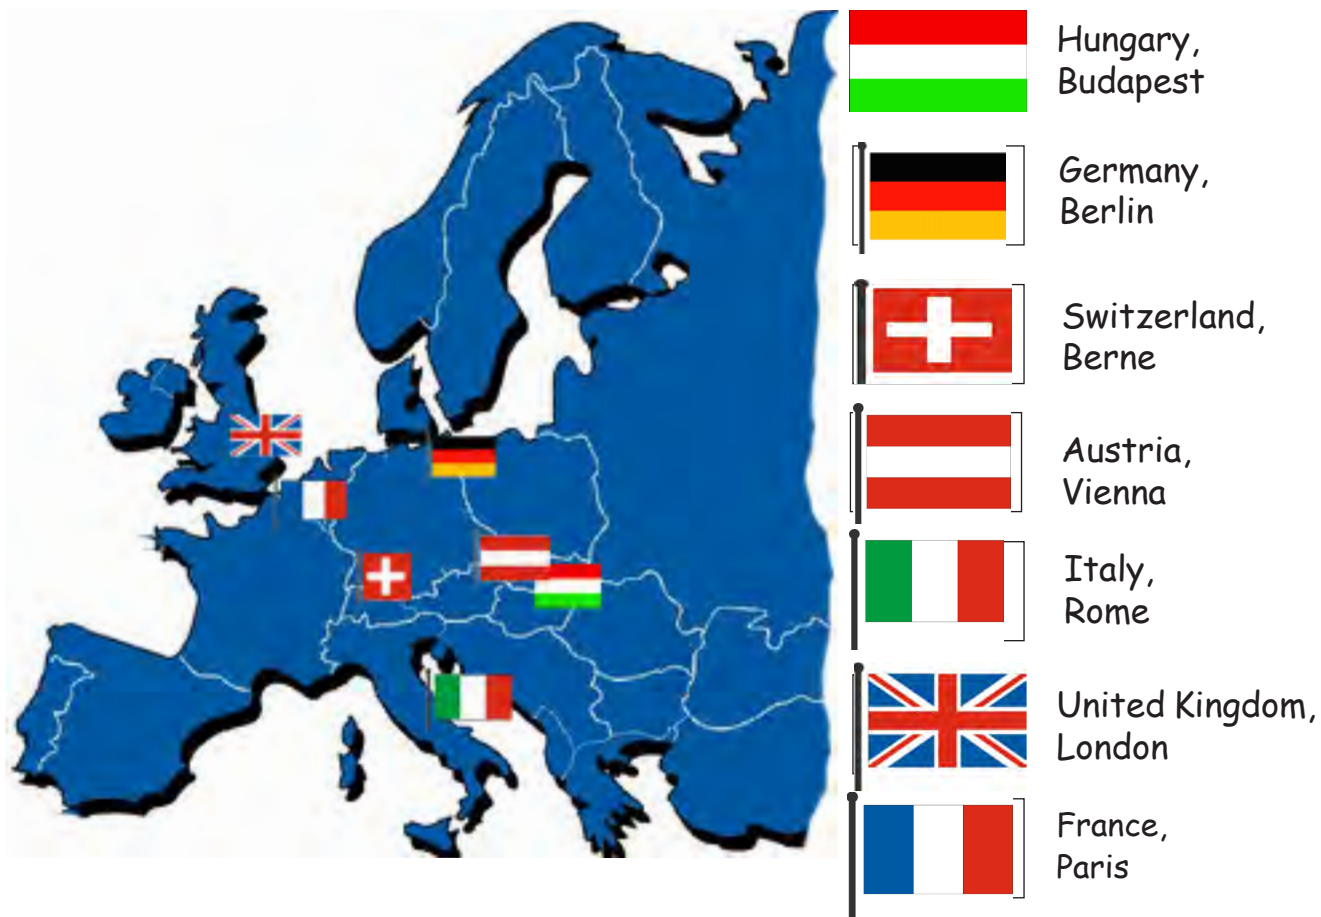 Hungary,
Budapest
Germany,
Berlin
Switzerland,
Berne
Austria,
Vienna
Italy,
Rome
United Kingdom,
London
France,
Paris